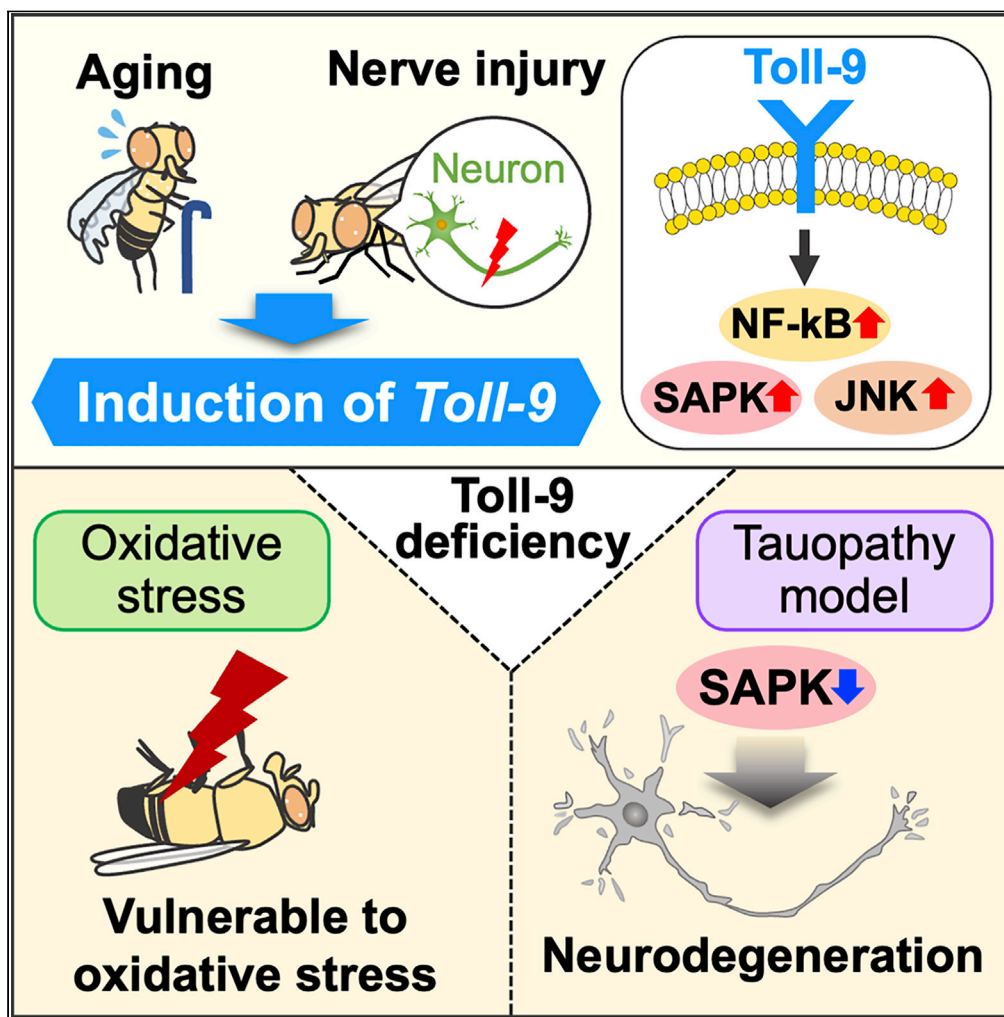 Aging
Nerve injury
Neuron
Induction of Toll-9
Toll-9
NF-kB
SAPK
JNK
Toll-9
deficiency
Oxidative
stress
Vulnerable to
oxidative stress
Tauopathy
model
SAPK
Neurodegeneration